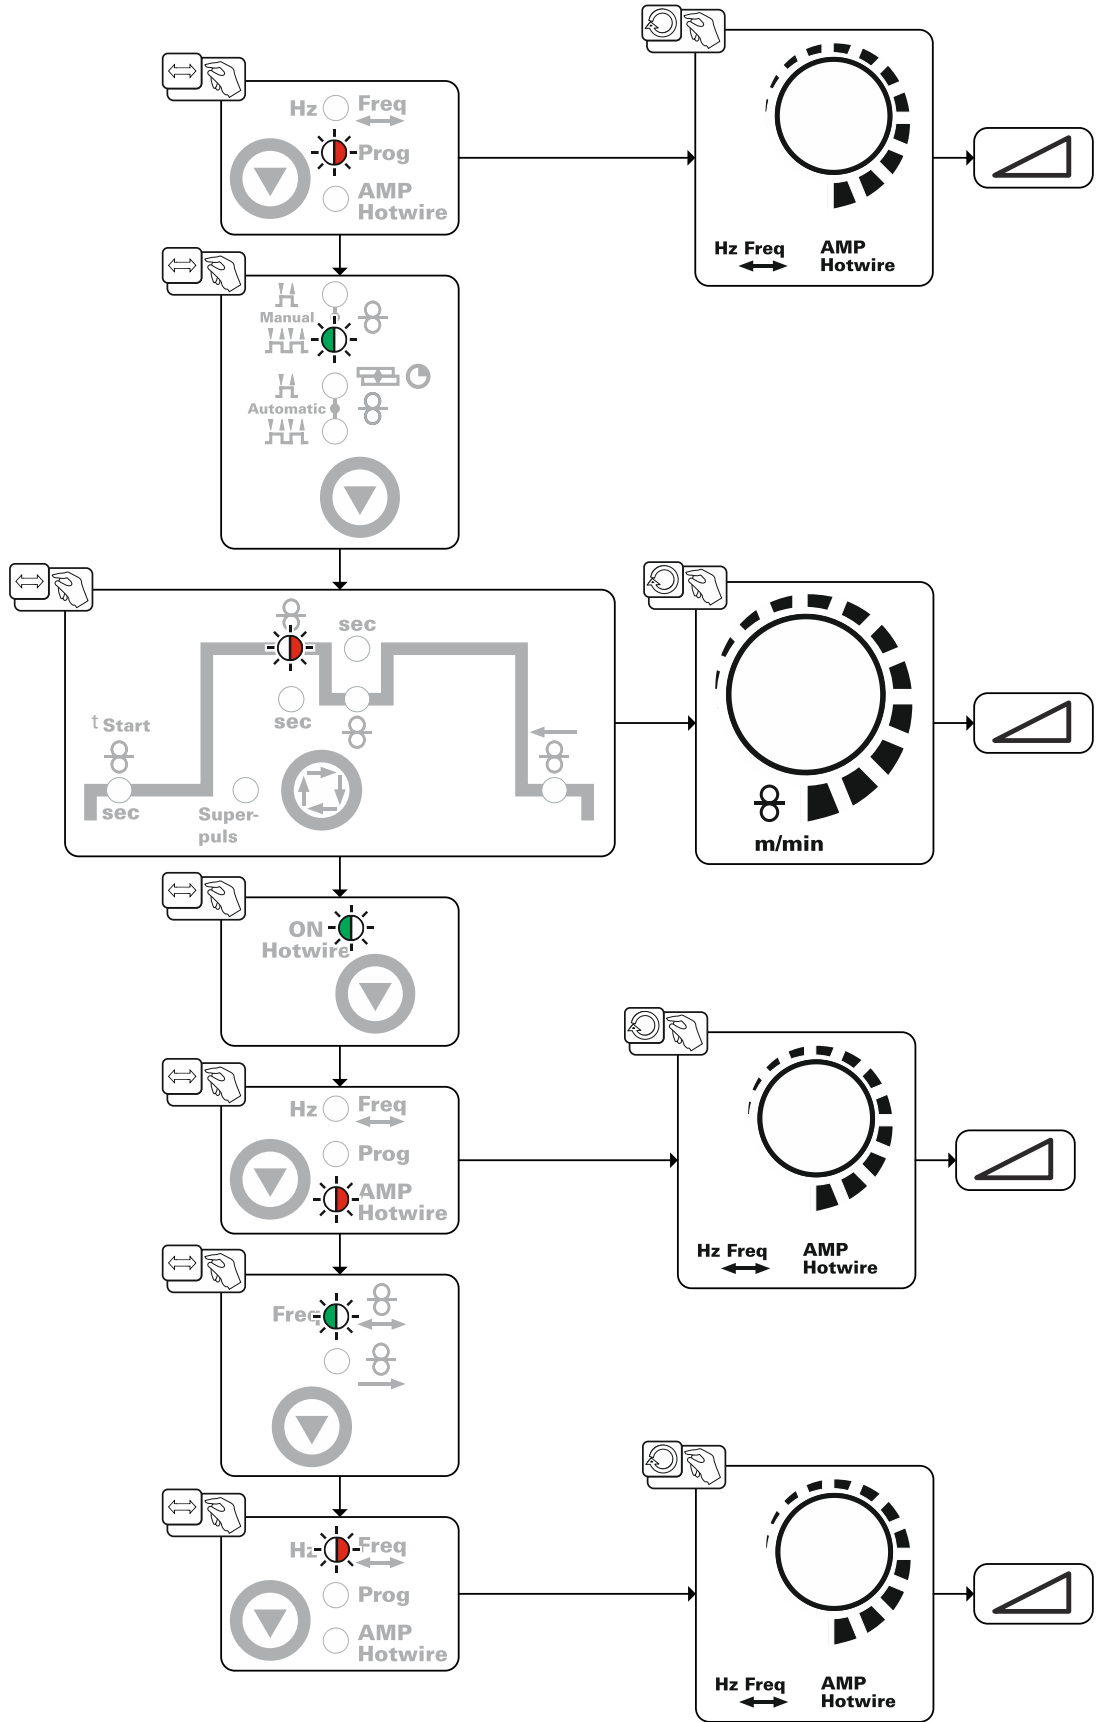 Hz Freq
Prog
AMP
Hotwire
Hz Freq AMP
Hotwire
Manual
Automatic
sec
sec
t Start
sec
Super-
puls
m/min
ON
Hotwire
Hz Freq
Prog
AMP
Hotwire
Hz Freq AMP
Hotwire
Freq
Hz Freq
Prog
AMP
Hotwire
Hz Freq AMP
Hotwire